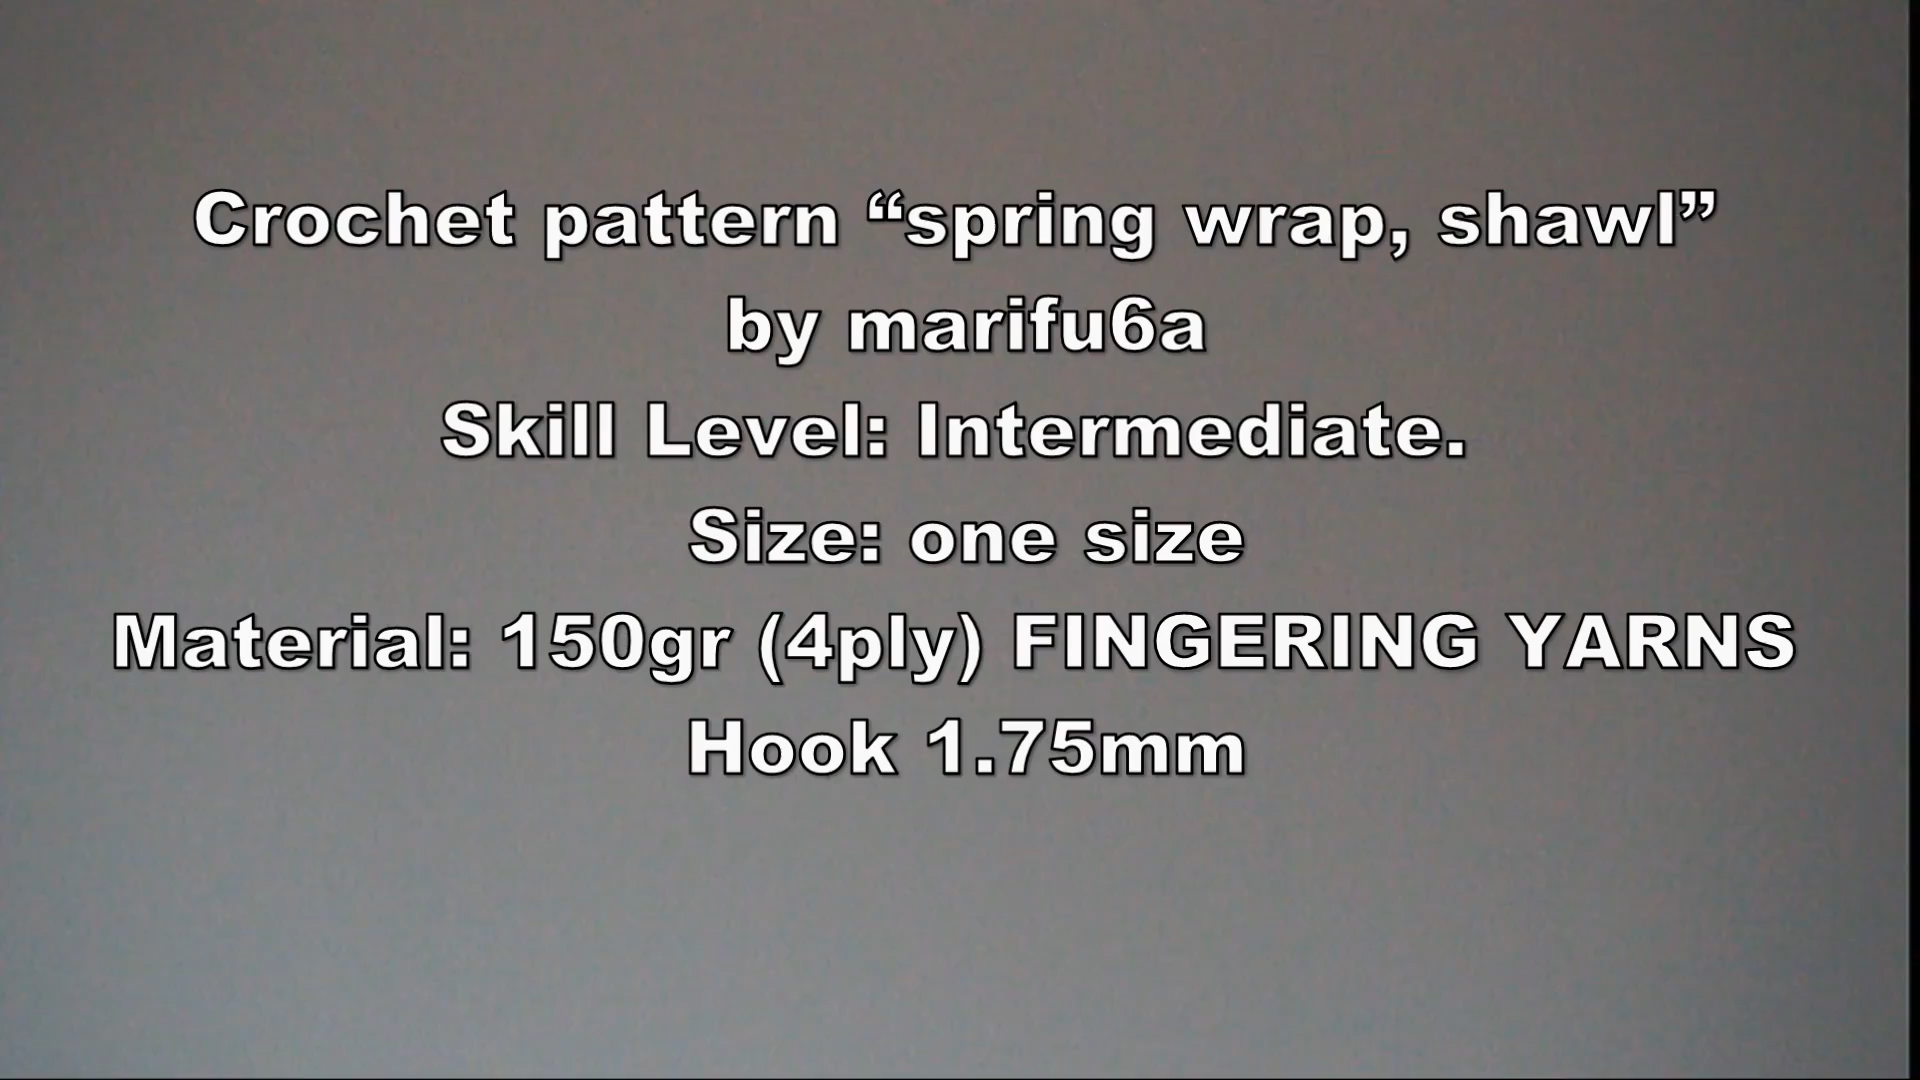 Crochet pattern “spring wrap, shawl”
by marifu6a
Skill Level: Intermediate.
Size: one size
Material: 150gr (4ply) FINGERING YARNS
Hook 1.75mm